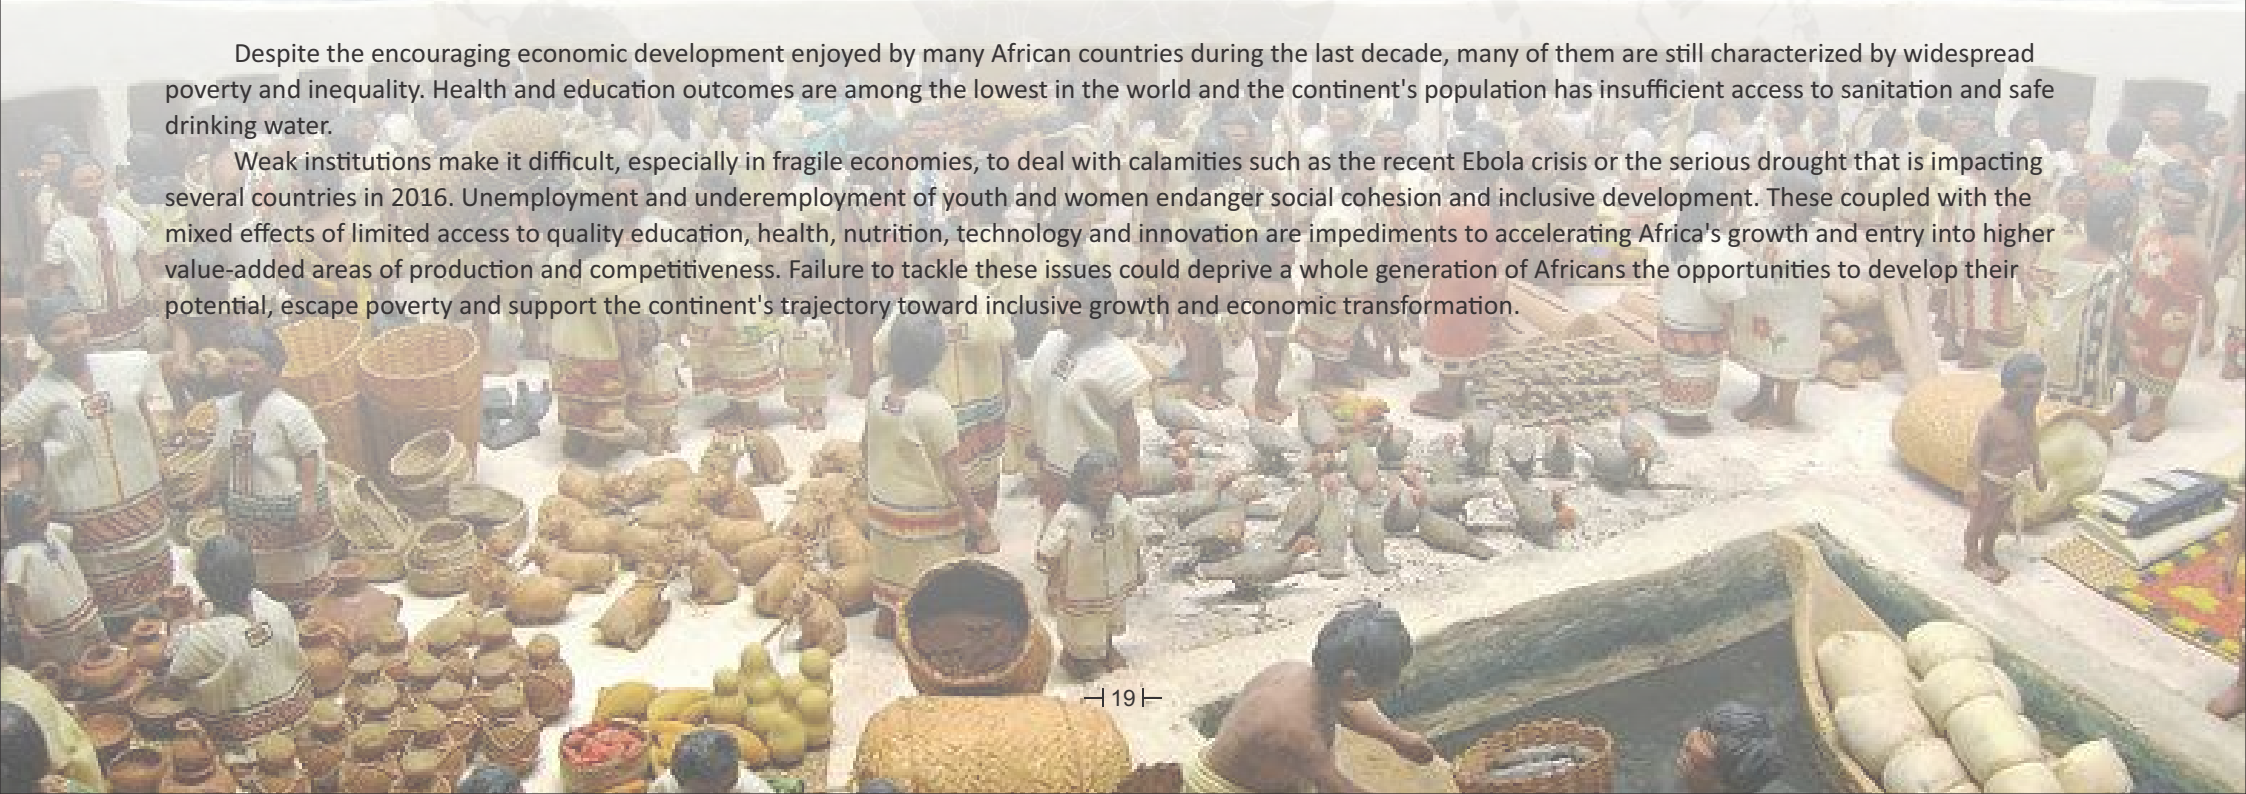 Despite the encouraging economic development enjoyed by many African countries during the last decade, many of them are still characterized by widespread
poverty and inequality. Health and education outcomes are among the lowest in the world and the continent's population has insufficient access to sanitation and safe
drinking water.
Weak institutions make it difficult, especially in fragile economies, to deal with calamities such as the recent Ebola crisis or the serious drought that is impacting
several countries in 2016. Unemployment and underemployment of youth and women endanger social cohesion and inclusive development. These coupled with the
mixed effects of limited access to quality education, health, nutrition, technology and innovation are impediments to accelerating Africa's growth and entry into higher
value-added areas of production and competitiveness. Failure to tackle these issues could deprive a whole generation of Africans the opportunities to develop their
potential, escape poverty and support the continent's trajectory toward inclusive growth and economic transformation.
19